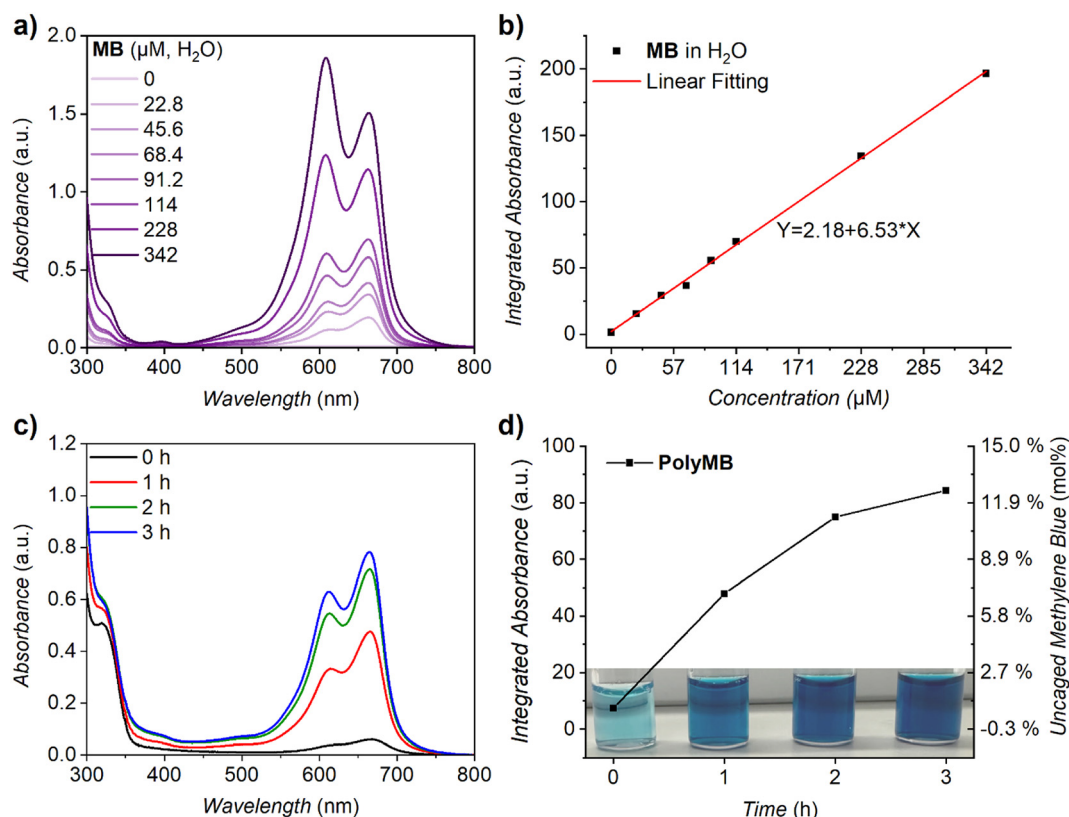 a)
2.0
1.5
1.0
0.5
0.0
Absorbance (a.u.)
MB (µM, H₂O)
0
22.8
45.6
68.4
91.2
114
228
342
300 400 500 600 700 800
Wavelength (nm)
b)
200
150
100
50
0
Integrated Absorbance (a.u.)
MB in H₂O
Linear Fitting
Y=2.18+6.53*X
0 57 114 171 228 285 342
Concentration (µM)
c)
1.2
1.0
0.8
0.6
0.4
0.2
0.0
Absorbance (a.u.)
0 h
1 h
2 h
3 h
300 400 500 600 700 800
Wavelength (nm)
d)
100
80
60
40
20
0
Integrated Absorbance (a.u.)
PolyMB
15.0 %
11.9 %
8.9 %
5.8 %
2.7 %
-0.3 %
Uncaged Methylene Blue (mol%)
0 1 2 3
Time (h)